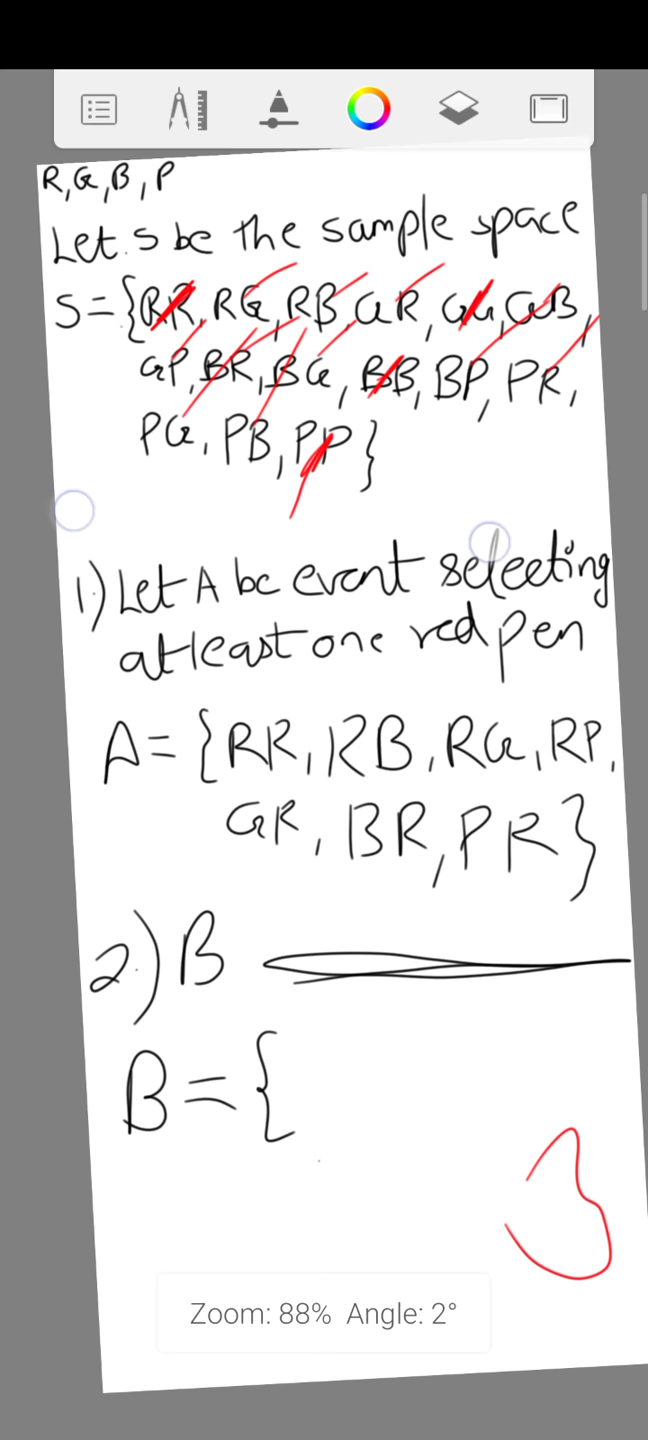 R, G, B, P
Let S be the sample space
S = {RR, RG, RB, GR, GG, GB,
GP, BR, BG, BB, BP, PR,
PG, PB, PP}
1) Let A be event selecting
atleast one red pen
A = {RR, RB, RG, RP,
GR, BR, PR}
2) B
B = {
3
Zoom: 88% Angle: 2°